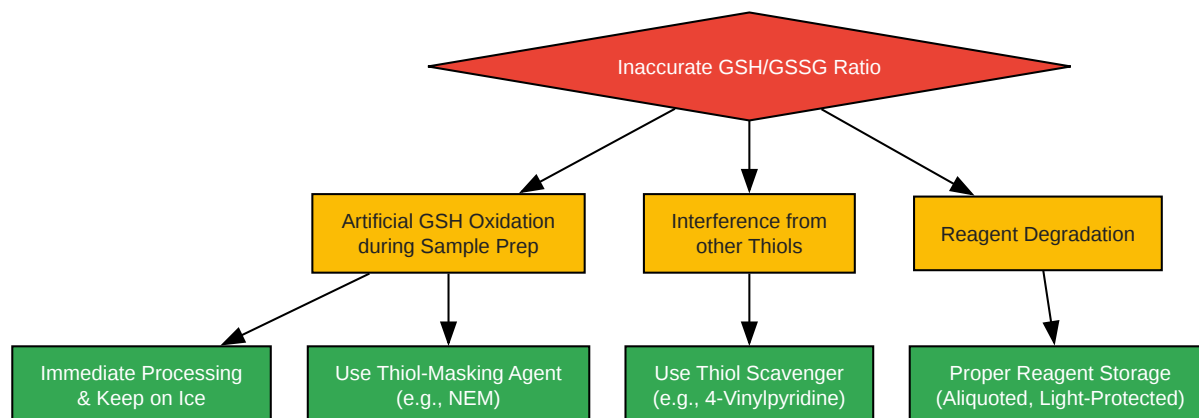 Inaccurate GSH/GSSG Ratio
Artificial GSH Oxidation
during Sample Prep
Interference from
other Thiols
Reagent Degradation
Immediate Processing
& Keep on Ice
Use Thiol-Masking Agent
(e.g., NEM)
Use Thiol Scavenger
(e.g., 4-Vinylpyridine)
Proper Reagent Storage
(Aliquoted, Light-Protected)